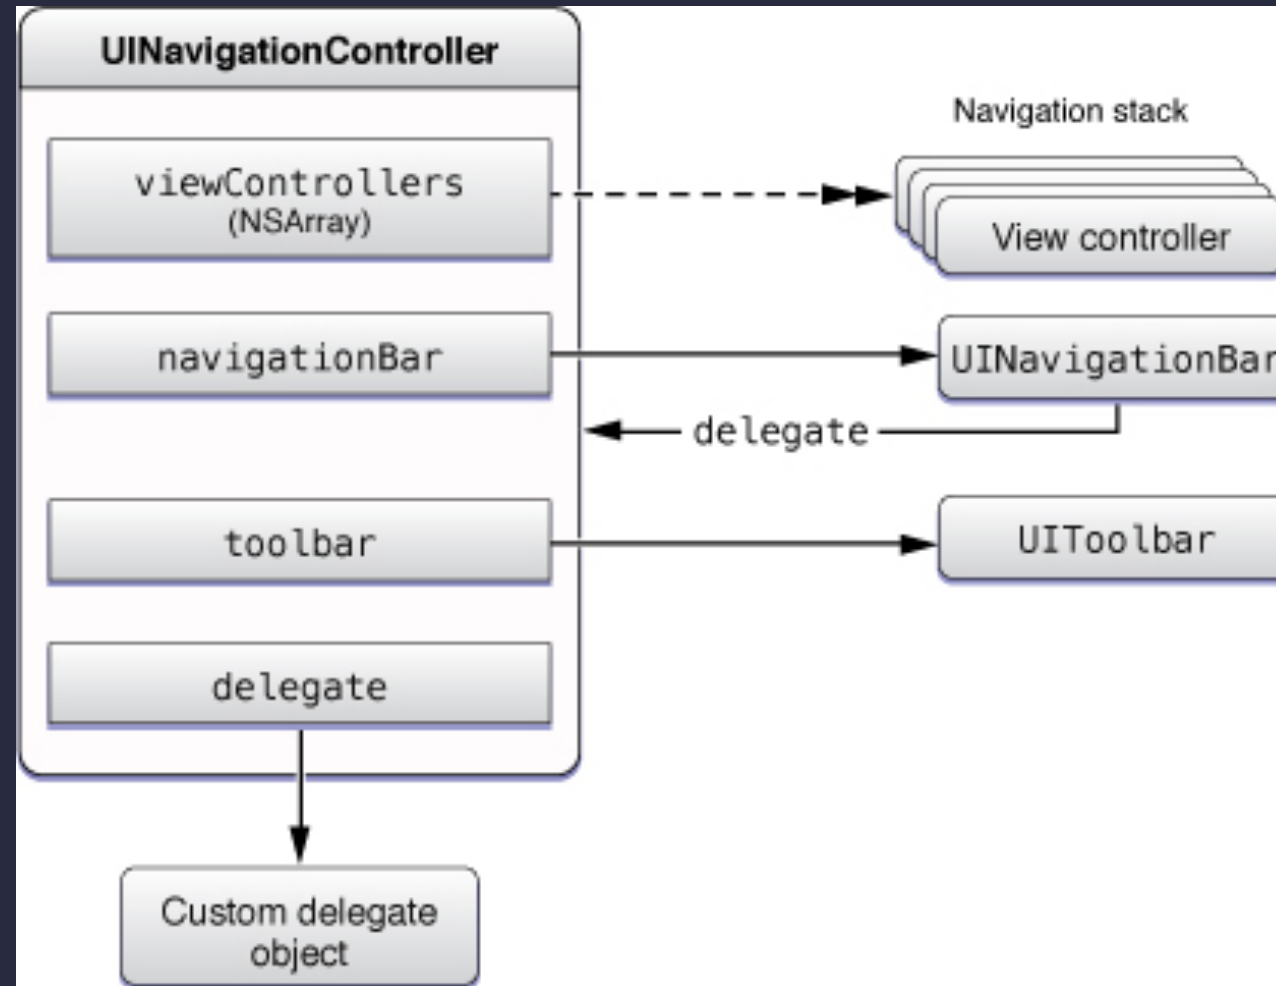 UINavigationController
Navigation stack
viewControllers
(NSArray)
View controller
navigationBar
UINavigationBar
delegate
toolbar
UIToolbar
delegate
Custom delegate
object